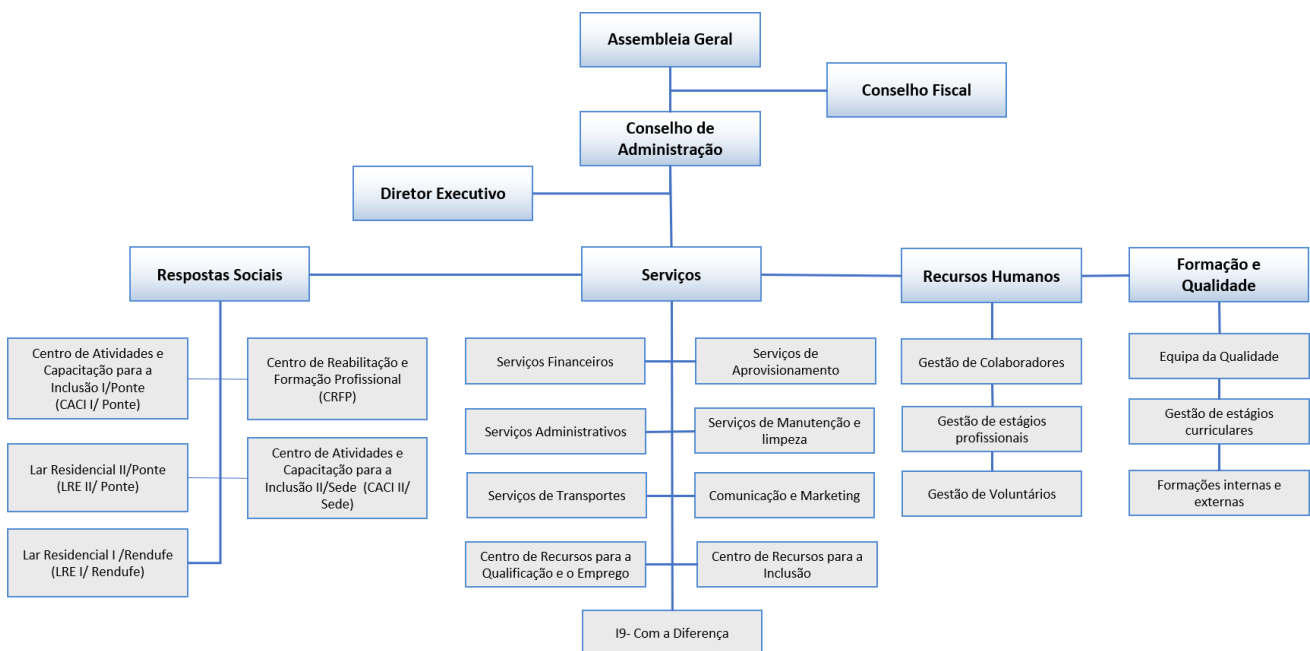 Assembleia Geral
Conselho Fiscal
Conselho de
Administração
Diretor Executivo
Respostas Sociais
Serviços
Recursos Humanos
Formação e
Qualidade
Centro de Atividades e
Capacitação para a
Inclusão I/Ponte
(CACI I/ Ponte)
Centro de Reabilitação e
Formação Profissional
(CRFP)
Lar Residencial II/Ponte
(LRE II/ Ponte)
Centro de Atividades e
Capacitação para a
Inclusão II/Sede (CACI II/
Sede)
Lar Residencial I /Rendufe
(LRE I/ Rendufe)
Serviços Financeiros
Serviços de
Aprovisionamento
Serviços Administrativos
Serviços de Manutenção e
limpeza
Serviços de Transportes
Comunicação e Marketing
Centro de Recursos para a
Qualificação e o Emprego
Centro de Recursos para a
Inclusão
I9- Com a Diferença
Gestão de Colaboradores
Gestão de estágios
profissionais
Gestão de Voluntários
Equipa da Qualidade
Gestão de estágios
curriculares
Formações internas e
externas